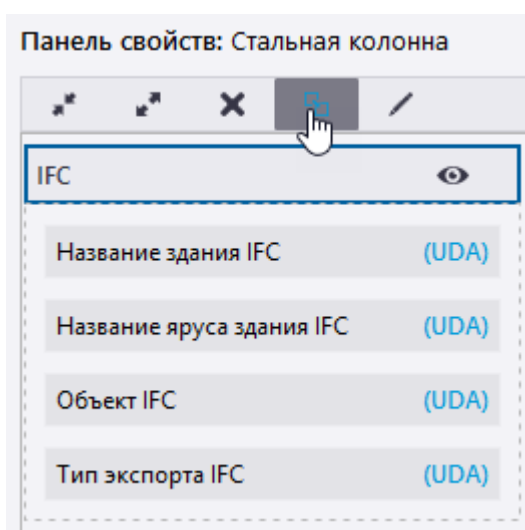 Панель свойств: Стальная колонна
IFC
Название здания IFC (UDA)
Название яруса здания IFC (UDA)
Объект IFC (UDA)
Тип экспорта IFC (UDA)